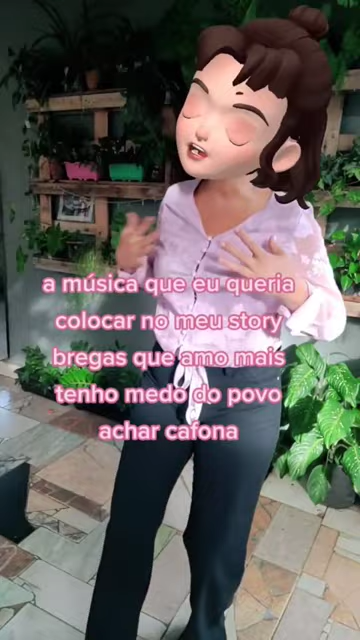 a música que eu queria
colocar no meu story
bregas que amo mais
tenho medo do povo
achar cafona